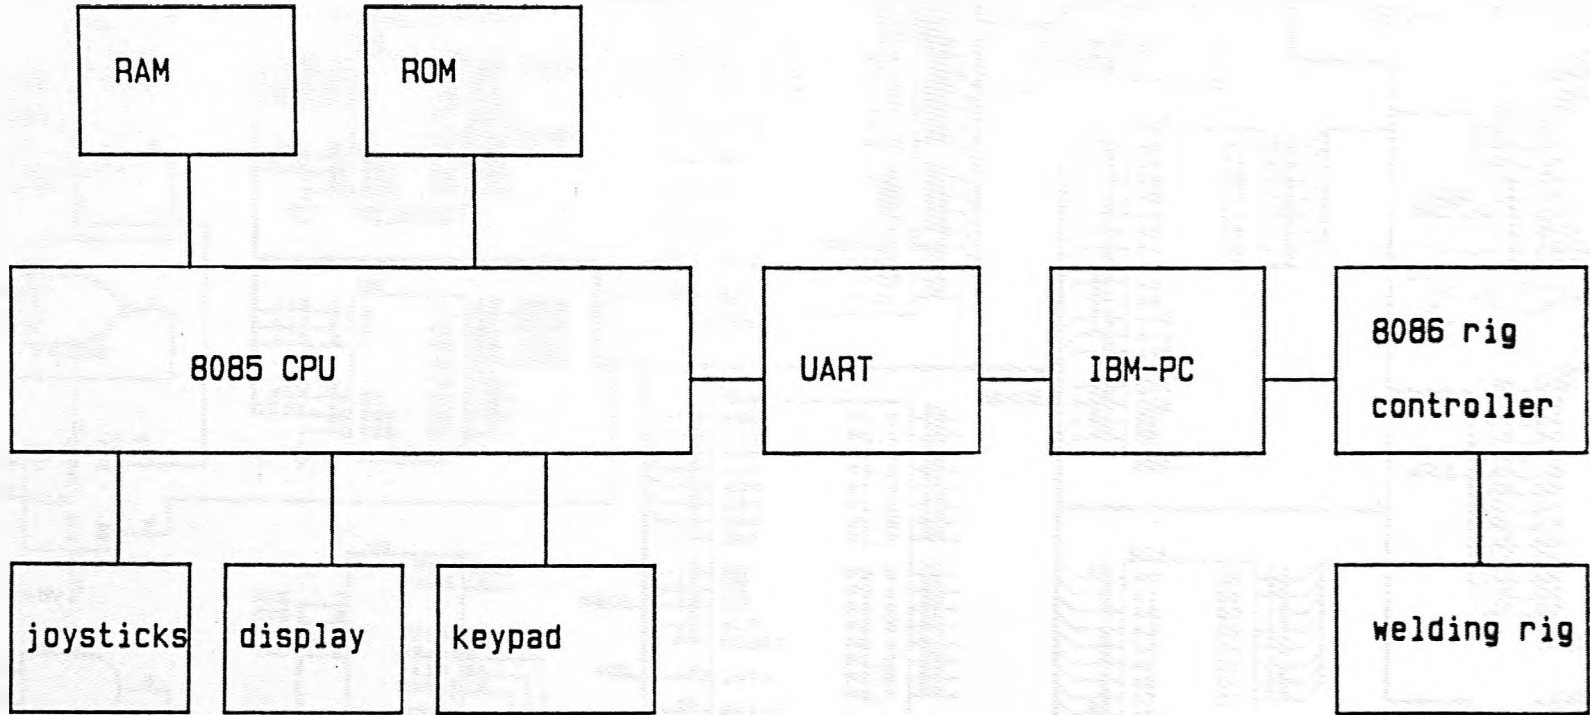 RAM
ROM
8085 CPU
UART
IBM-PC
8086 rig
controller
joysticks
display
keypad
welding rig